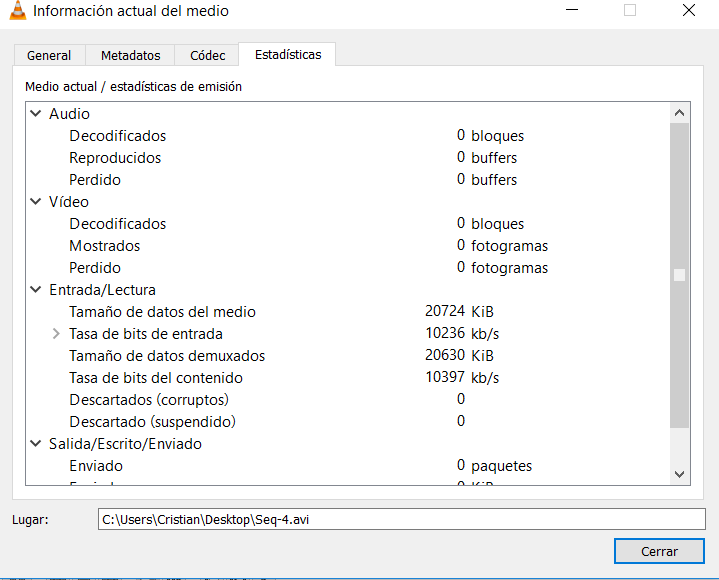 Información actual del medio
General Metadatos Códec Estadísticas
Medio actual / estadísticas de emisión
Audio
Decodificados 0 bloques
Reproducidos 0 buffers
Perdido 0 buffers
Vídeo
Decodificados 0 bloques
Mostrados 0 fotogramas
Perdido 0 fotogramas
Entrada/Lectura
Tamaño de datos del medio 20724 KiB
Tasa de bits de entrada 10236 kb/s
Tamaño de datos demuxados 20630 KiB
Tasa de bits del contenido 10397 kb/s
Descartados (corruptos) 0
Descartado (suspendido) 0
Salida/Escrito/Enviado
Enviado 0 paquetes
Lugar: C:\Users\Cristian\Desktop\Seq-4.avi
Cerrar